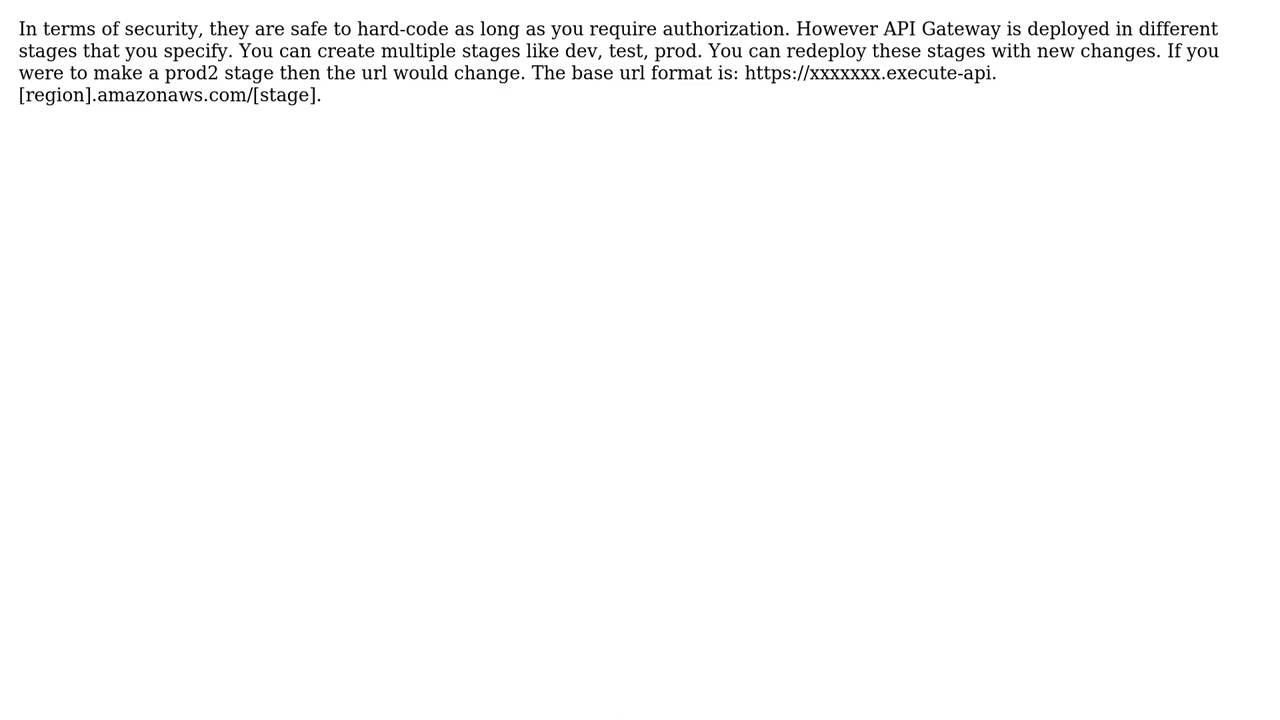 In terms of security, they are safe to hard-code as long as you require authorization. However API Gateway is deployed in different
stages that you specify. You can create multiple stages like dev, test, prod. You can redeploy these stages with new changes. If you
were to make a prod2 stage then the url would change. The base url format is: https://xxxxxxx.execute-api.
[region].amazonaws.com/[stage].